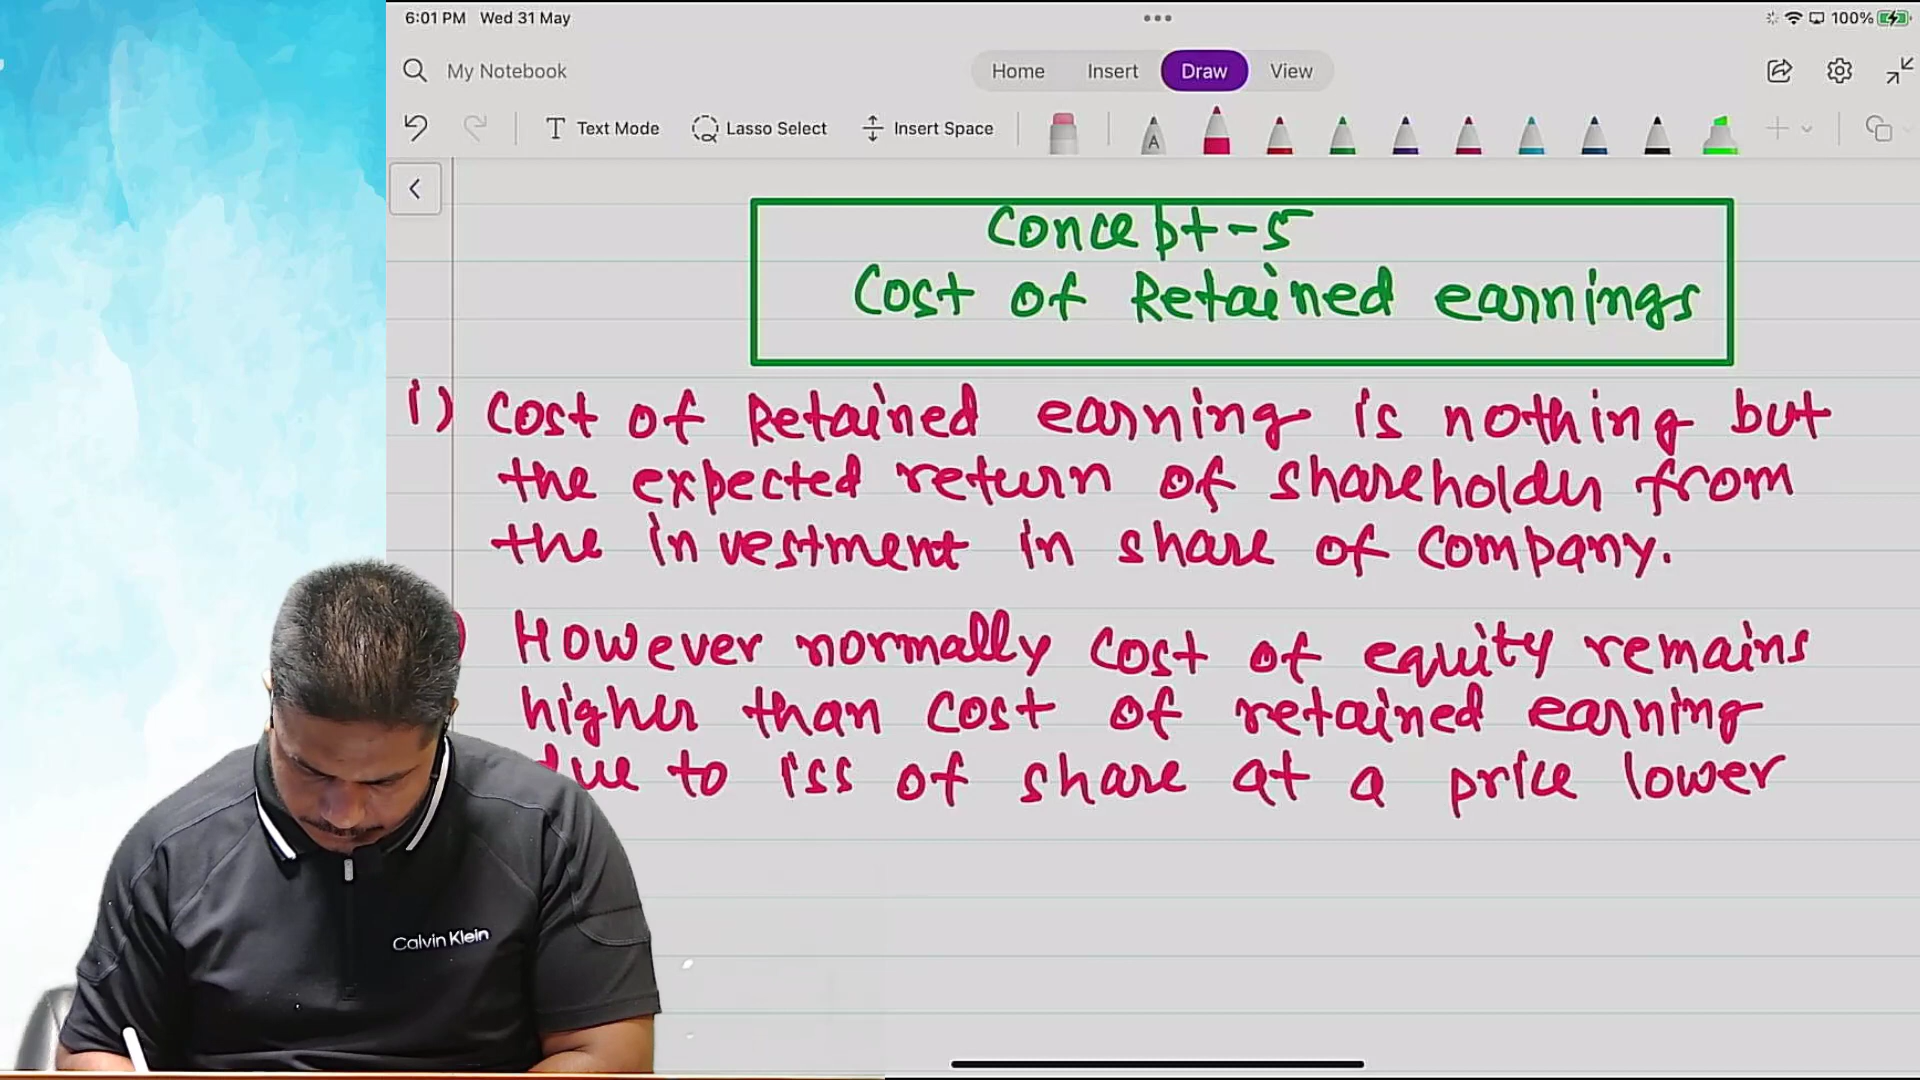 6:01 PM Wed 31 May
100%
My Notebook
Home Insert Draw View
Text Mode Lasso Select Insert Space
A
Concept-5
Cost of Retained earnings
1) Cost of Retained earning is nothing but
the expected return of shareholder from
the investment in share of company.
) However normally cost of equity remains
higher than cost of retained earning
due to iss of share at a price lower
Calvin Klein